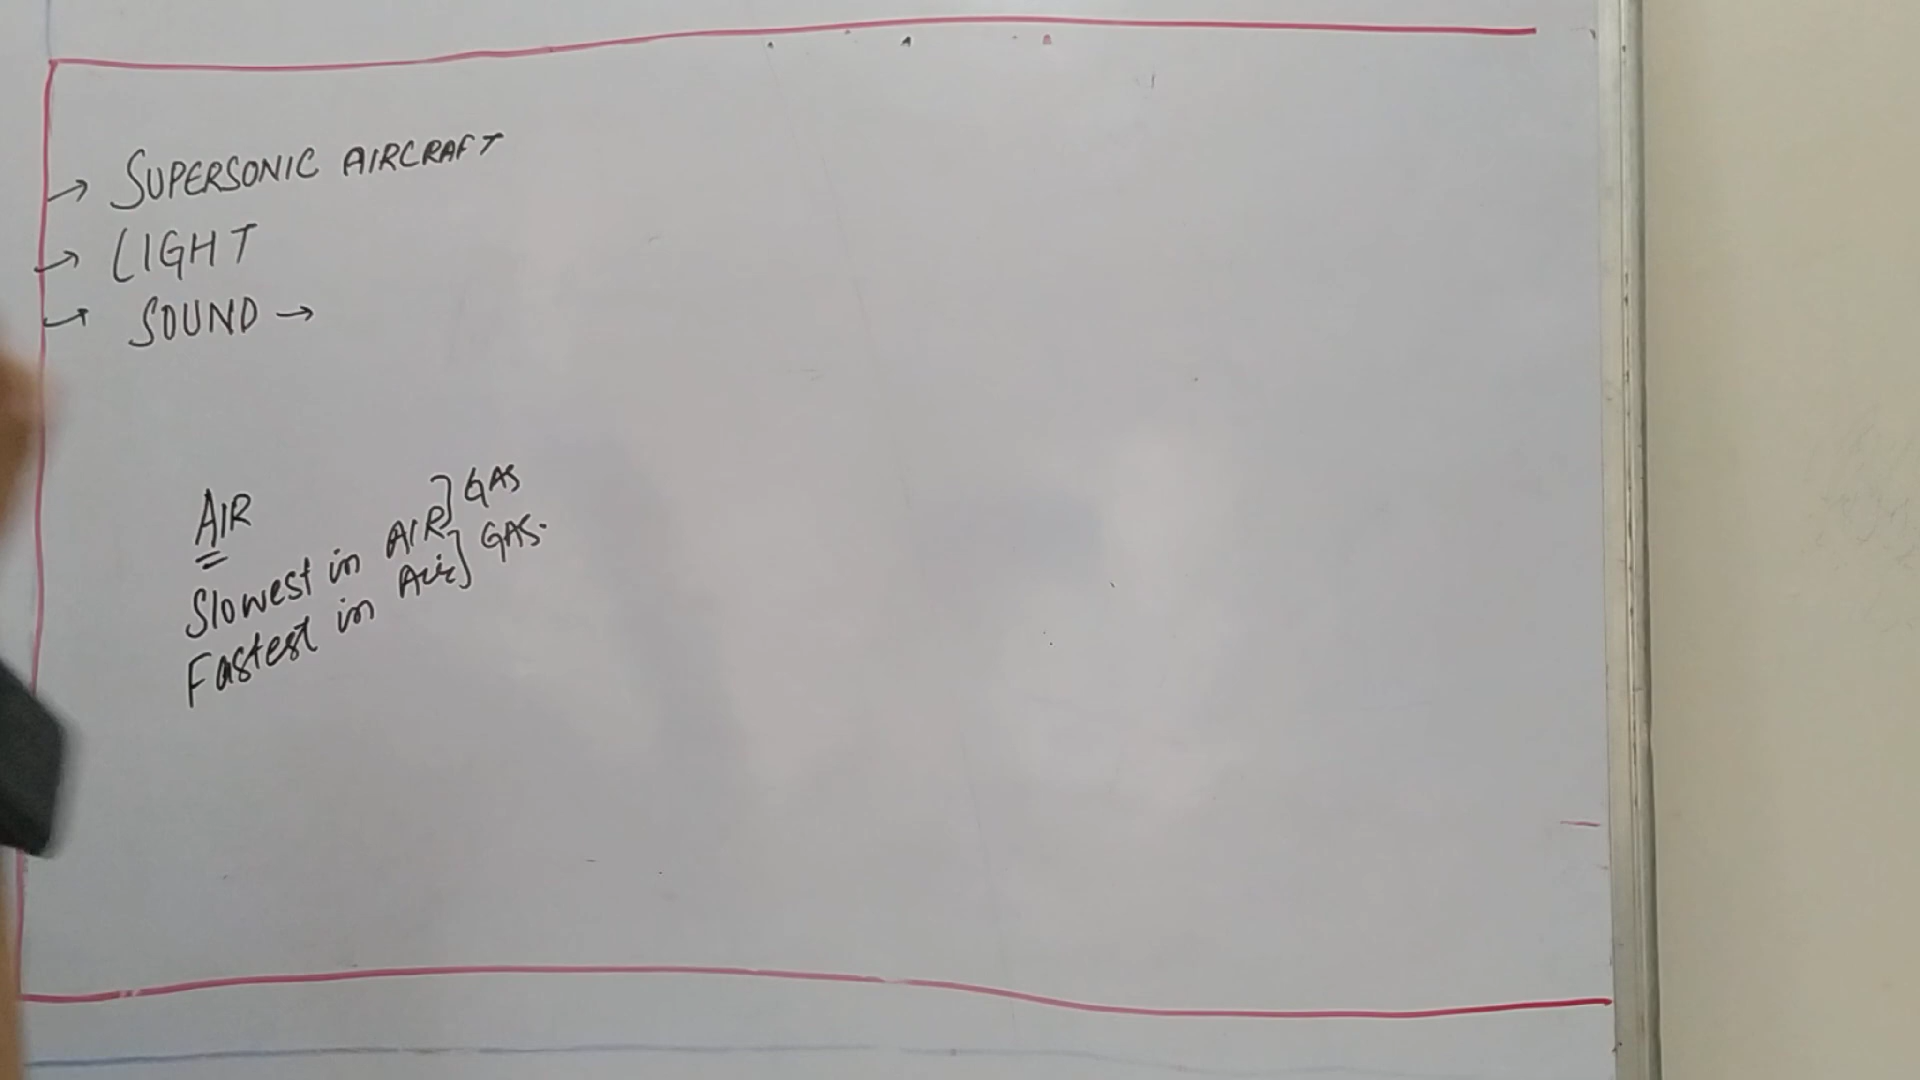 → SUPERSONIC AIRCRAFT
→ LIGHT
→ SOUND →
AIR
Slowest in AIR } GAS
Fastest in Air } GAS.